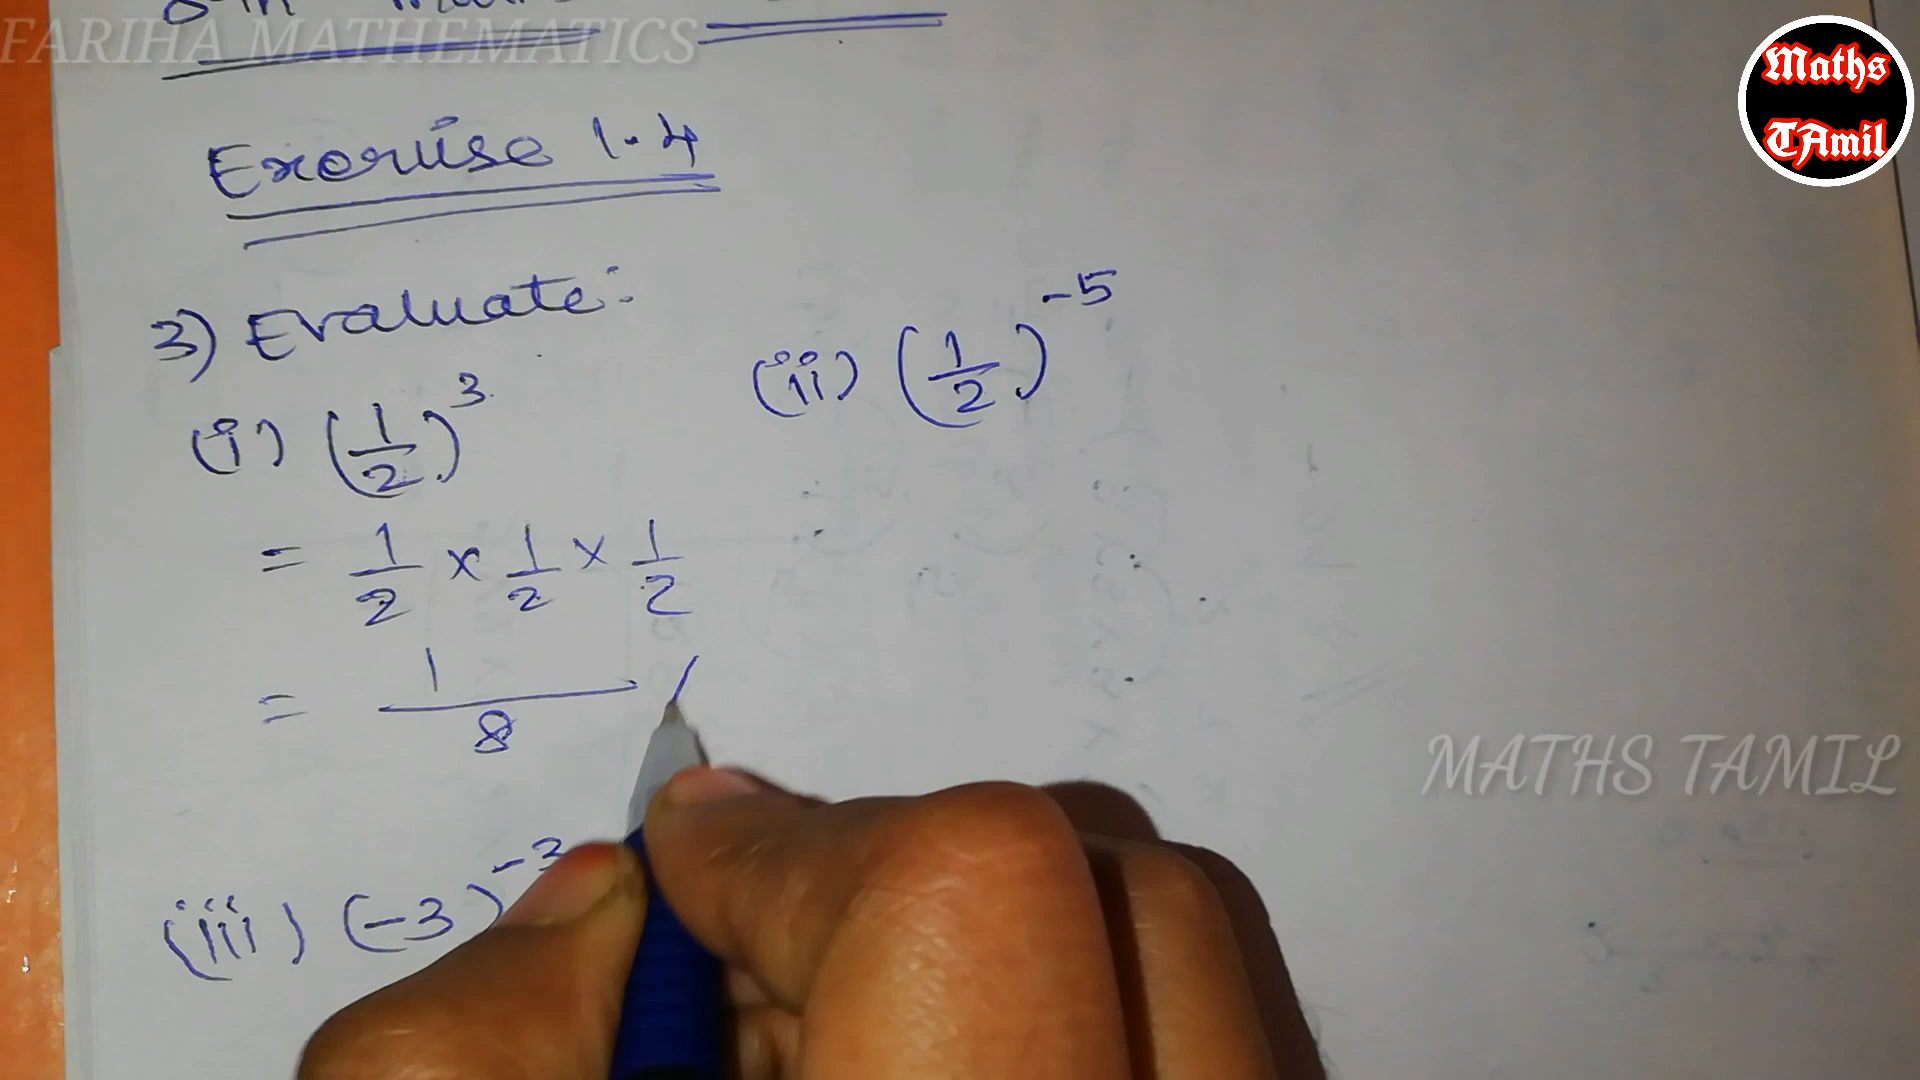 FARIHA MATHEMATICS
Maths
TAmil
Exercise 1.4
3) Evaluate:
(i) (1/2)^3
(ii) (1/2)^-5
= 1/2 × 1/2 × 1/2
= 1/8
MATHS TAMIL
(iii) (-3)^-3